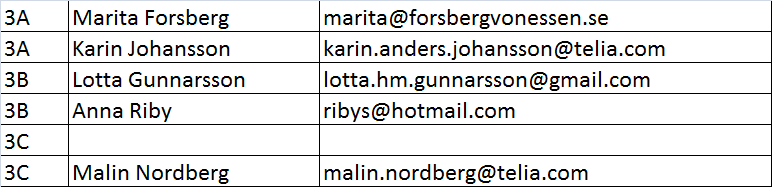 3A Marita Forsberg marita@forsbergvonessen.se
3A Karin Johansson karin.anders.johansson@telia.com
3B Lotta Gunnarsson lotta.hm.gunnarsson@gmail.com
3B Anna Riby ribys@hotmail.com
3C
3C Malin Nordberg malin.nordberg@telia.com